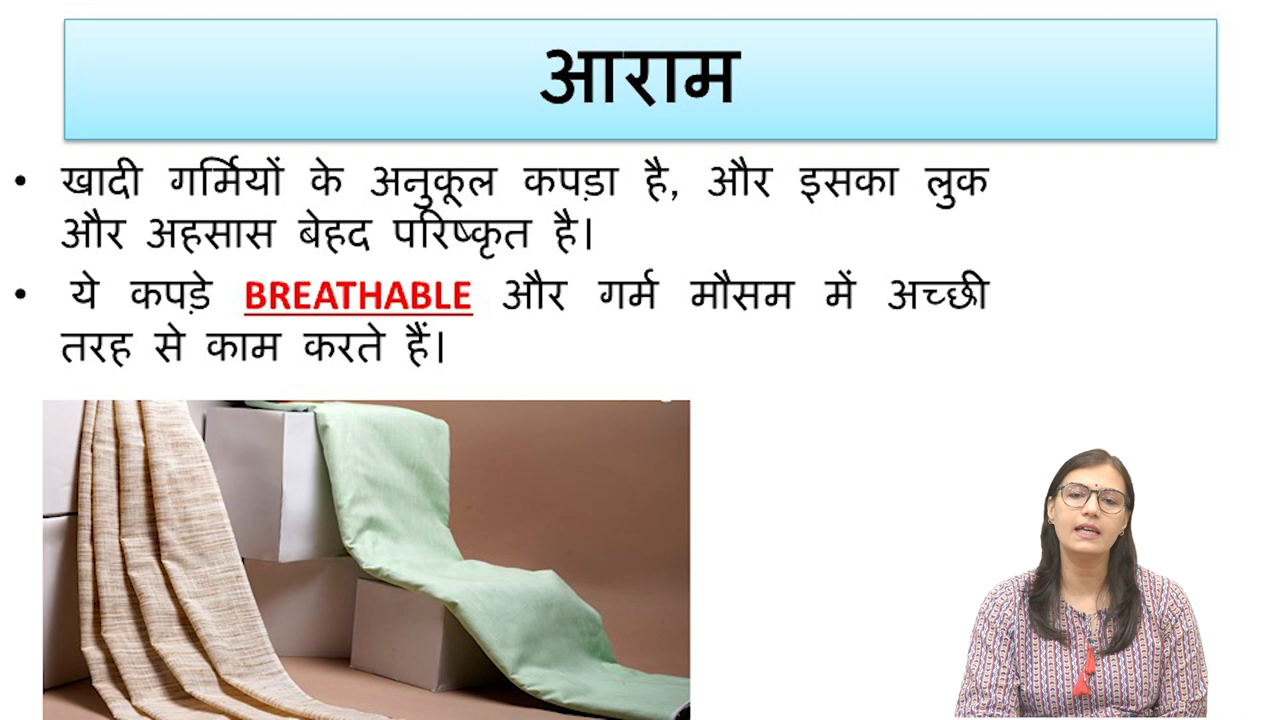 आराम
• खादी गर्मियों के अनुकूल कपड़ा है, और इसका लुक
और अहसास बेहद परिष्कृत है।
• ये कपड़े BREATHABLE और गर्म मौसम में अच्छी
तरह से काम करते हैं।